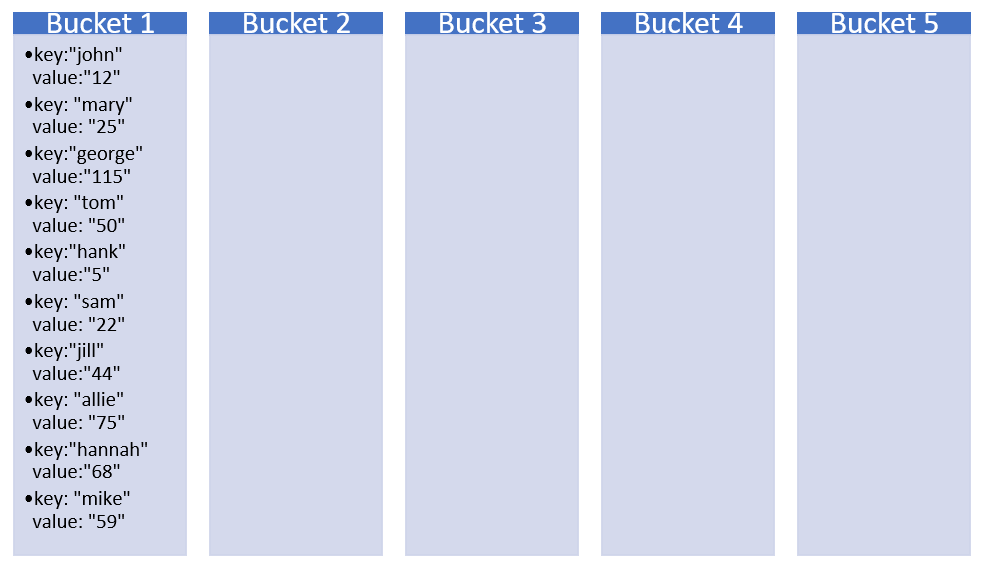 Bucket 1
•key:"john"
value:"12"
•key: "mary"
value: "25"
•key:"george"
value:"115"
•key: "tom"
value: "50"
•key:"hank"
value:"5"
•key: "sam"
value: "22"
•key:"jill"
value:"44"
•key: "allie"
value: "75"
•key:"hannah"
value:"68"
•key: "mike"
value: "59"
Bucket 2
Bucket 3
Bucket 4
Bucket 5